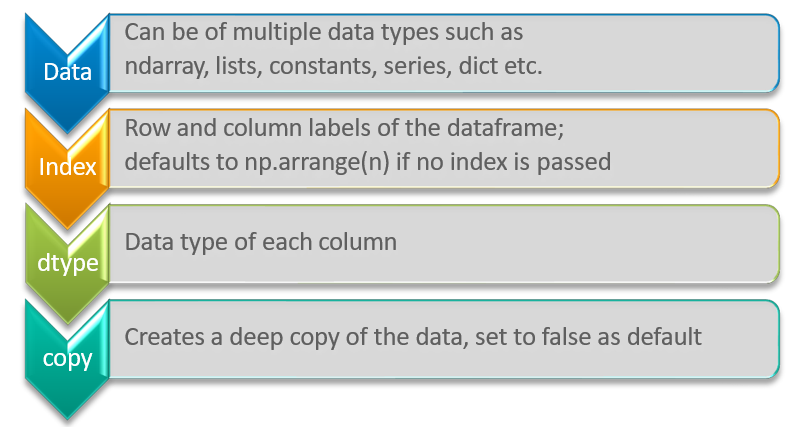 Data
Can be of multiple data types such as
ndarray, lists, constants, series, dict etc.
Index
Row and column labels of the dataframe;
defaults to np.arrange(n) if no index is passed
dtype
Data type of each column
copy
Creates a deep copy of the data, set to false as default